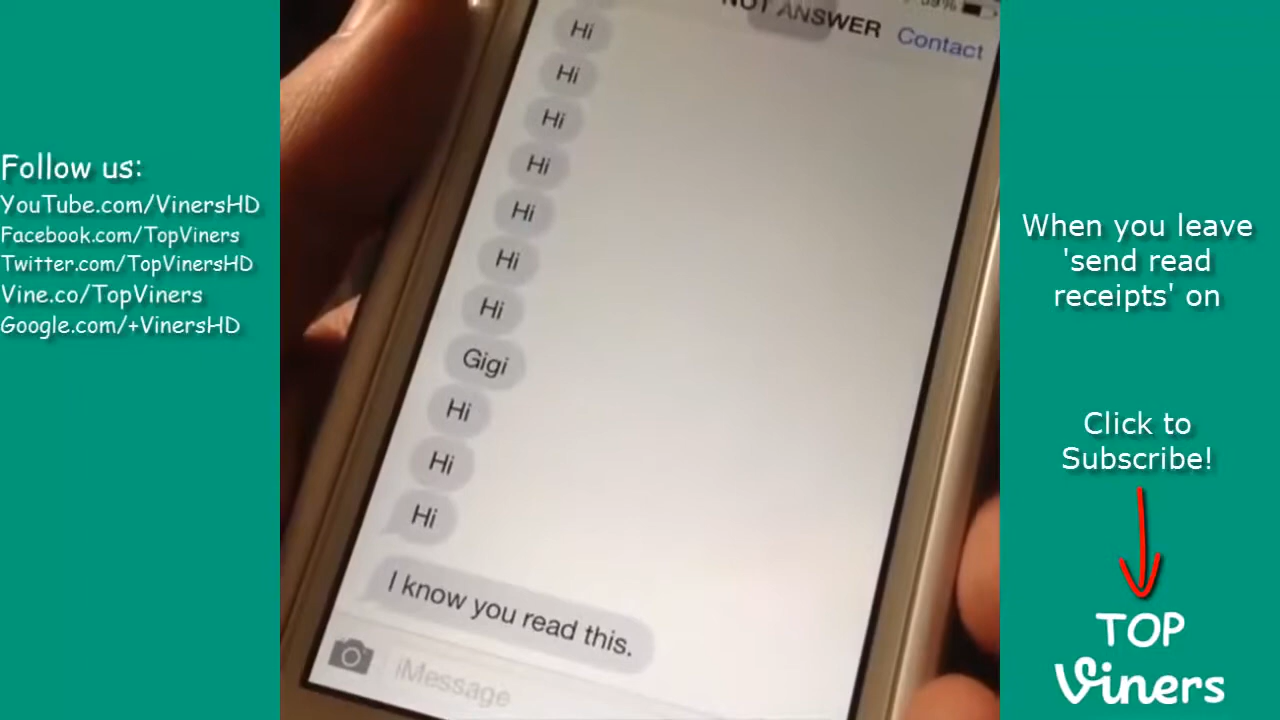 Follow us:
YouTube.com/VinersHD
Facebook.com/TopViners
Twitter.com/TopVinersHD
Vine.co/TopViners
Google.com/+VinersHD
NOT ANSWER
Contact
Hi
Hi
Hi
Hi
Hi
Hi
Hi
Gigi
Hi
Hi
Hi
I know you read this.
iMessage
When you leave
'send read
receipts' on
Click to
Subscribe!
TOP
Viners